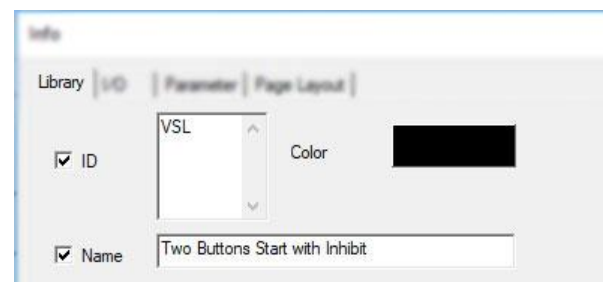 Info
Library I/O Parameter Page Layout
VSL
ID Color
Name Two Buttons Start with Inhibit